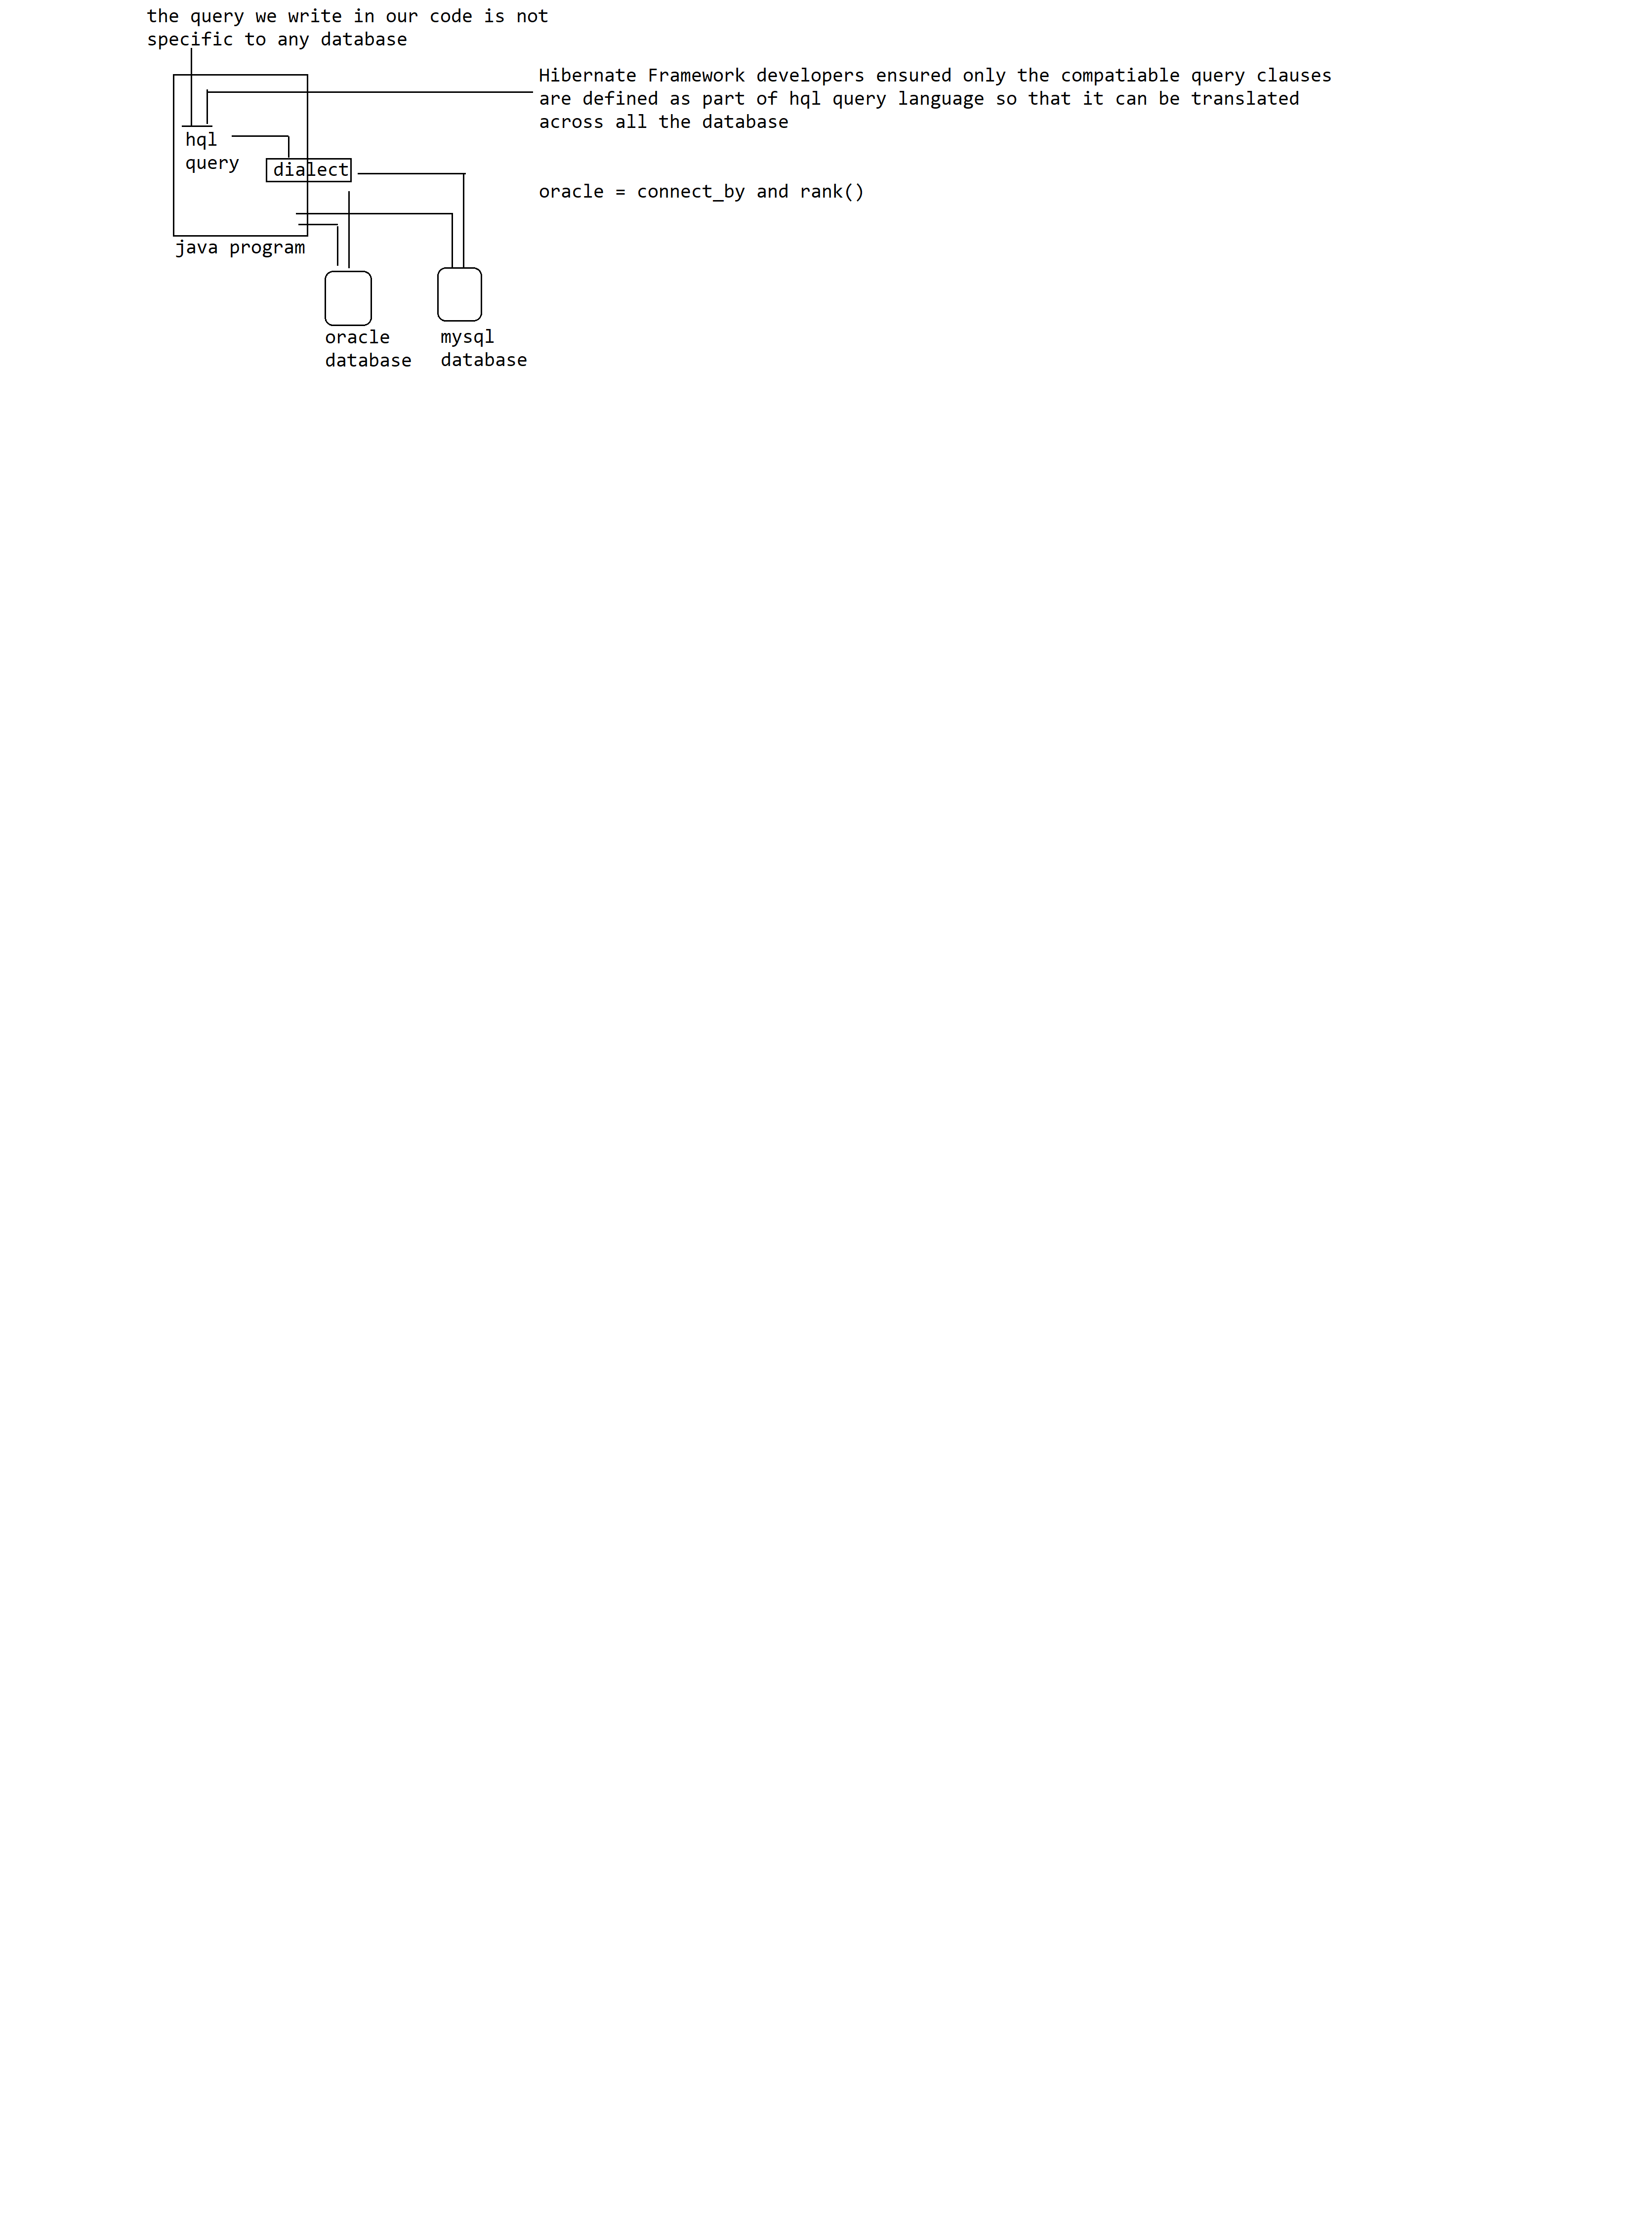 the query we write in our code is not
specific to any database
Hibernate Framework developers ensured only the compatiable query clauses
are defined as part of hql query language so that it can be translated
across all the database
hql
query
dialect
oracle = connect_by and rank()
java program
oracle
database
mysql
database